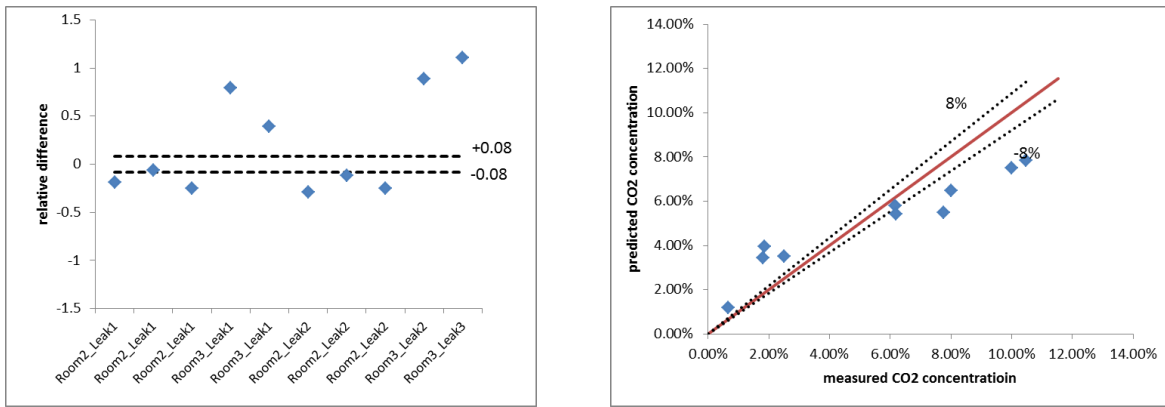 1.5
1
0.5
0
-0.5
-1
-1.5
relative difference
+0.08
-0.08
Room2_Leak1
Room2_Leak1
Room2_Leak1
Room3_Leak1
Room3_Leak1
Room2_Leak2
Room2_Leak2
Room2_Leak2
Room3_Leak2
Room3_Leak3
14.00%
12.00%
10.00%
8.00%
6.00%
4.00%
2.00%
0.00%
predicted CO2 concentration
8%
-8%
0.00% 2.00% 4.00% 6.00% 8.00% 10.00% 12.00% 14.00%
measured CO2 concentratioin